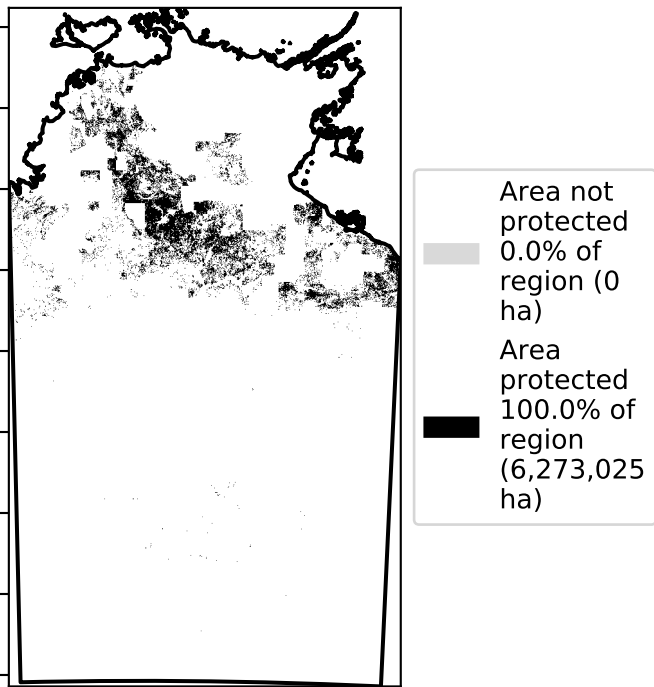 Area not
protected
0.0% of
region (0
ha)
Area
protected
100.0% of
region
(6,273,025
ha)